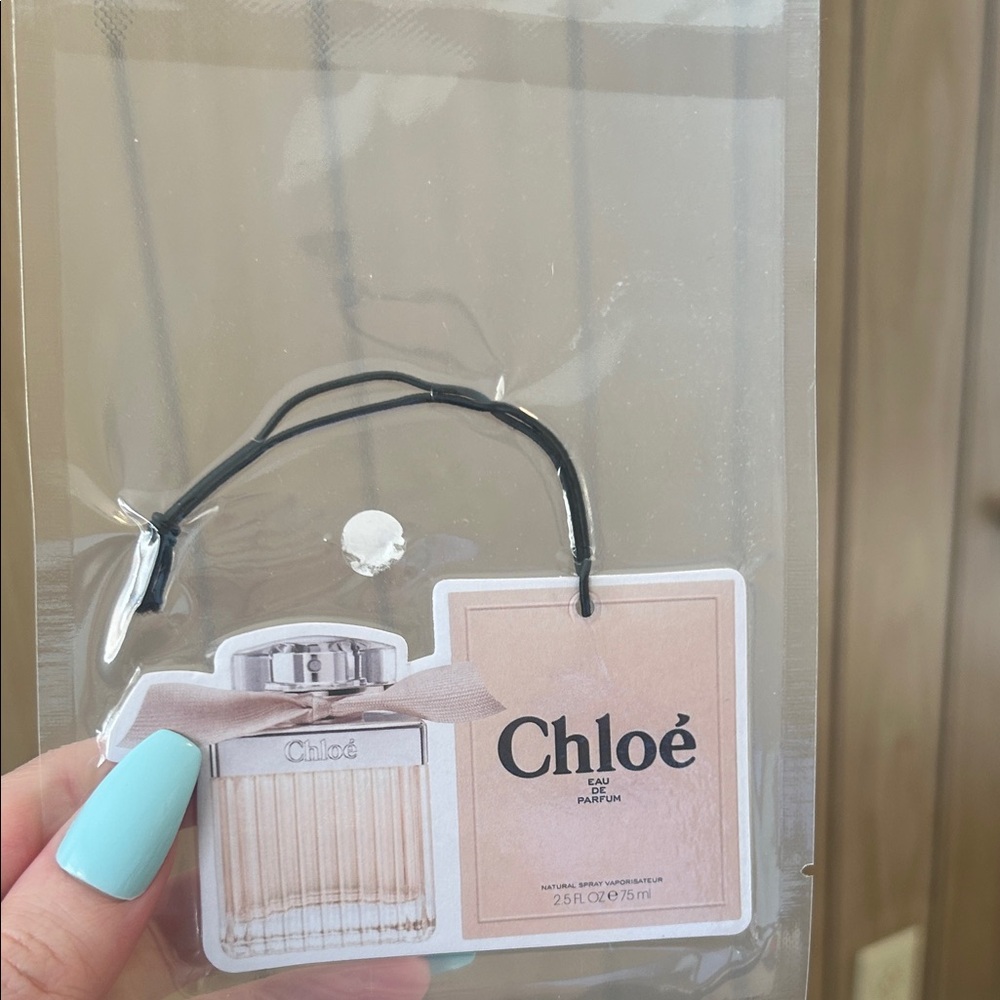 Chloé
Chloé
EAU
DE
PARFUM
NATURAL SPRAY VAPORISATEUR
2.5 FL OZ ℮ 75 ml